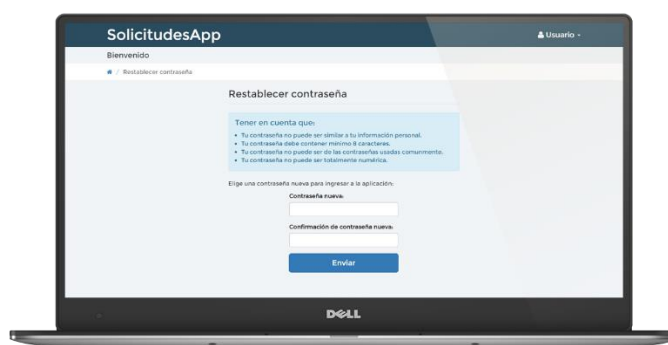 SolicitudesApp
Usuario
Bienvenido
/ Restablecer contraseña
Restablecer contraseña
Tener en cuenta que:
• Tu contraseña no puede ser similar a tu información personal.
• Tu contraseña debe contener mínimo 8 caracteres.
• Tu contraseña no puede ser de las contraseñas usadas comunmente.
• Tu contraseña no puede ser totalmente numérica.
Elige una contraseña nueva para ingresar a la aplicación:
Contraseña nueva:
Confirmación de contraseña nueva:
Enviar
DELL